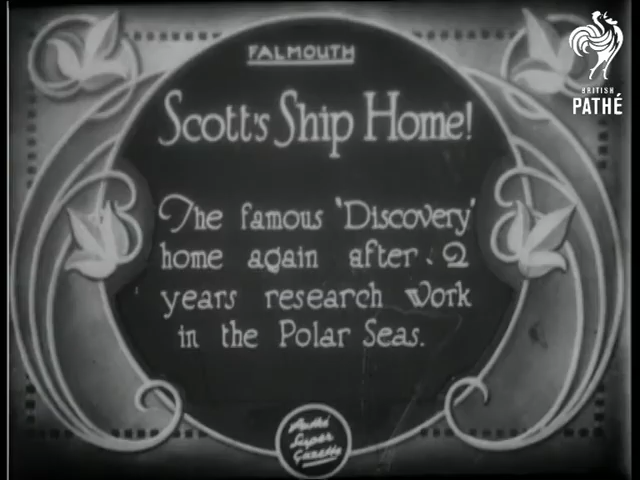 BRITISH
PATHÉ
FALMOUTH
Scott's Ship Home!
The famous 'Discovery'
home again after 2
years research work
in the Polar Seas.
Pathé
Super
Gazette